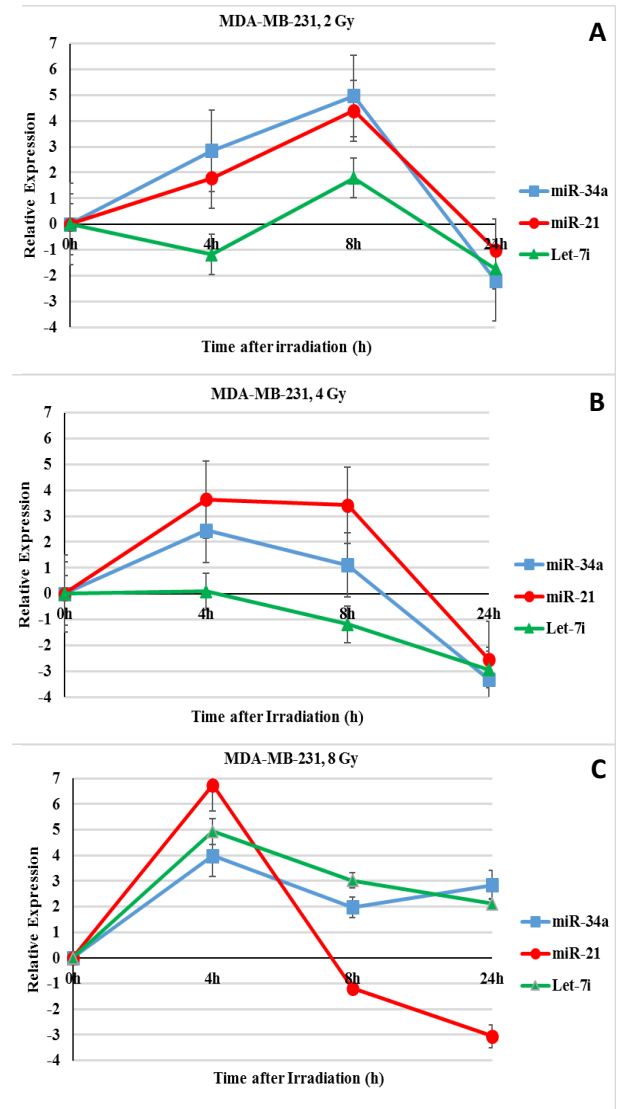 MDA-MB-231, 2 Gy
A
7
6
5
4
3
2
1
0
-1
-2
-3
-4
Relative Expression
0h
4h
8h
24h
miR-34a
miR-21
Let-7i
Time after irradiation (h)
MDA-MB-231, 4 Gy
B
7
6
5
4
3
2
1
0
-1
-2
-3
-4
Relative Expression
0h
4h
8h
24h
miR-34a
miR-21
Let-7i
Time after Irradiation (h)
MDA-MB-231, 8 Gy
C
7
6
5
4
3
2
1
0
-1
-2
-3
-4
Relative Expression
0h
4h
8h
24h
miR-34a
miR-21
Let-7i
Time after Irradiation (h)